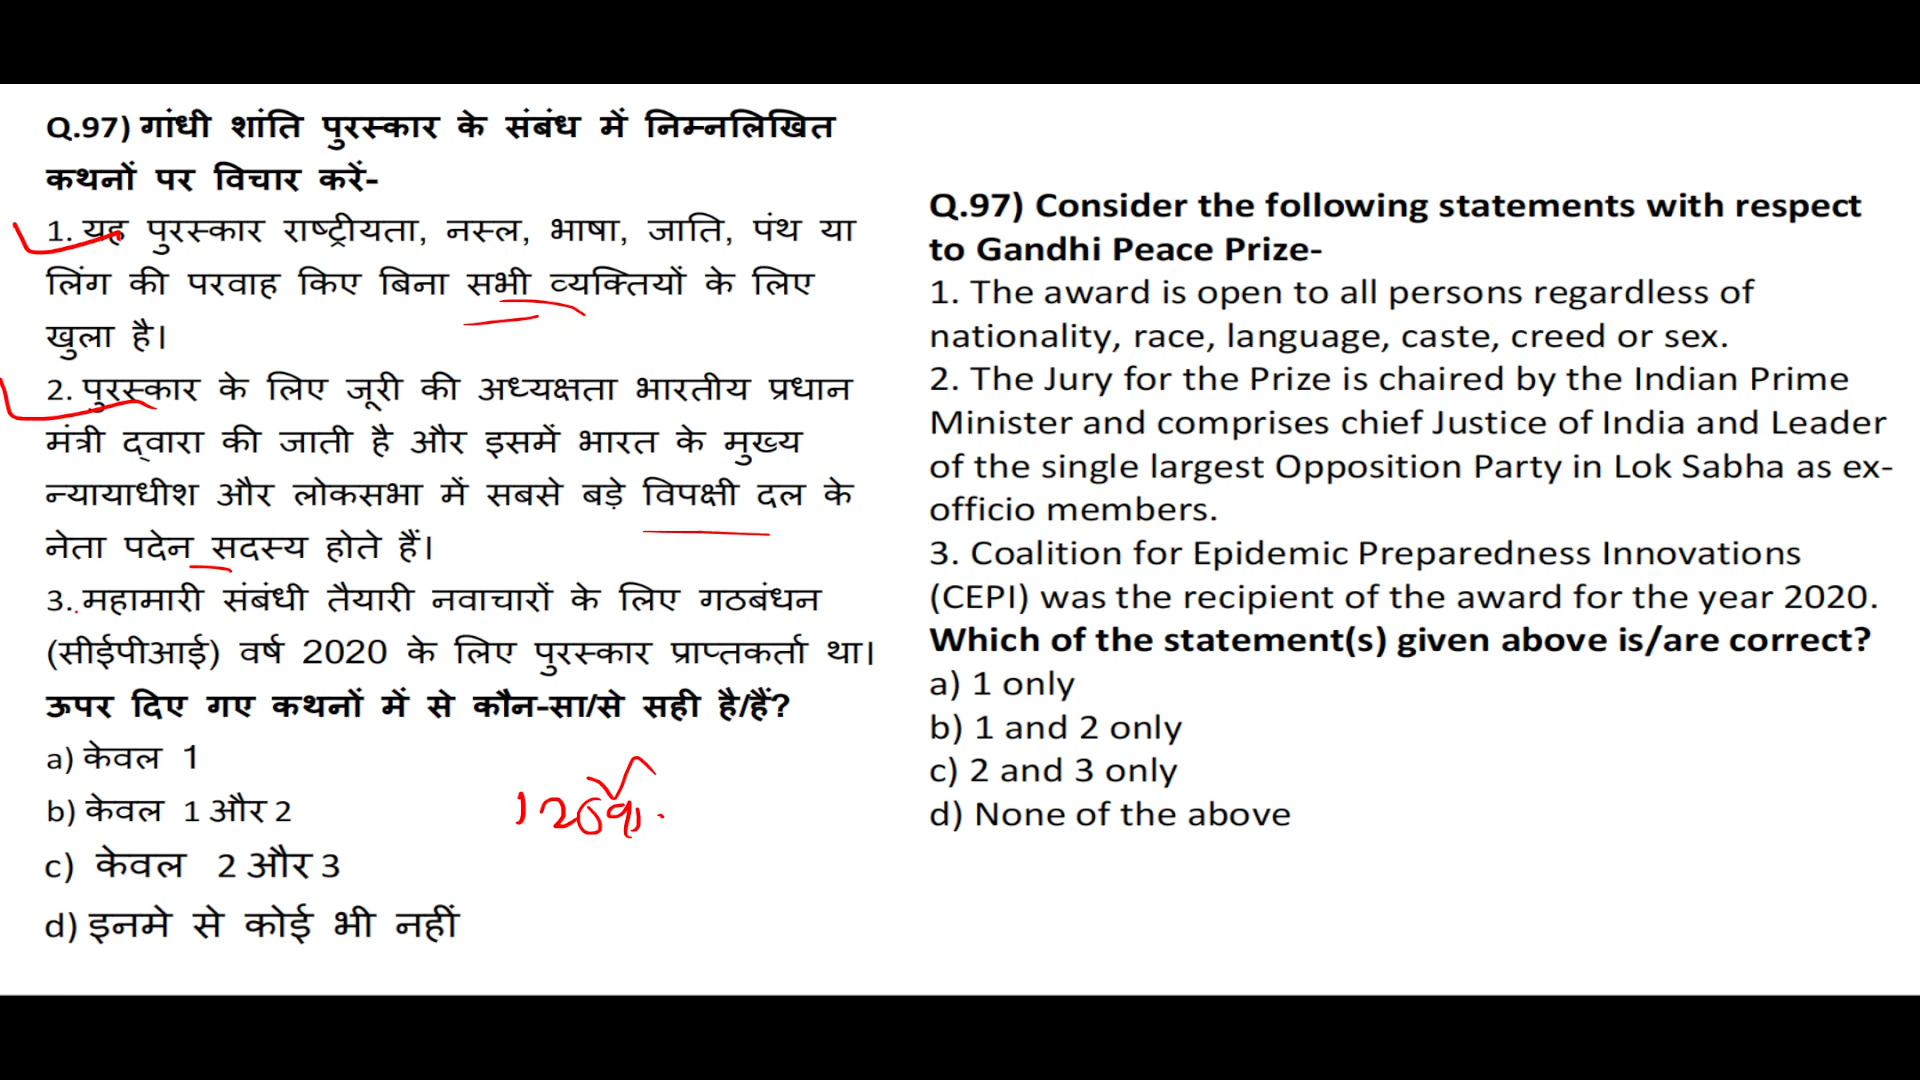 Q.97) गांधी शांति पुरस्कार के संबंध में निम्नलिखित
कथनों पर विचार करें-
1. यह पुरस्कार राष्ट्रीयता, नस्ल, भाषा, जाति, पंथ या
लिंग की परवाह किए बिना सभी व्यक्तियों के लिए
खुला है।
2. पुरस्कार के लिए जूरी की अध्यक्षता भारतीय प्रधान
मंत्री द्वारा की जाती है और इसमें भारत के मुख्य
न्यायाधीश और लोकसभा में सबसे बड़े विपक्षी दल के
नेता पदेन सदस्य होते हैं।
3. महामारी संबंधी तैयारी नवाचारों के लिए गठबंधन
(सीईपीआई) वर्ष 2020 के लिए पुरस्कार प्राप्तकर्ता था।
ऊपर दिए गए कथनों में से कौन-सा/से सही है/हैं?
a) केवल 1
b) केवल 1 और 2
c) केवल 2 और 3
d) इनमे से कोई भी नहीं
Q.97) Consider the following statements with respect
to Gandhi Peace Prize-
1. The award is open to all persons regardless of
nationality, race, language, caste, creed or sex.
2. The Jury for the Prize is chaired by the Indian Prime
Minister and comprises chief Justice of India and Leader
of the single largest Opposition Party in Lok Sabha as ex-
officio members.
3. Coalition for Epidemic Preparedness Innovations
(CEPI) was the recipient of the award for the year 2020.
Which of the statement(s) given above is/are correct?
a) 1 only
b) 1 and 2 only
c) 2 and 3 only
d) None of the above